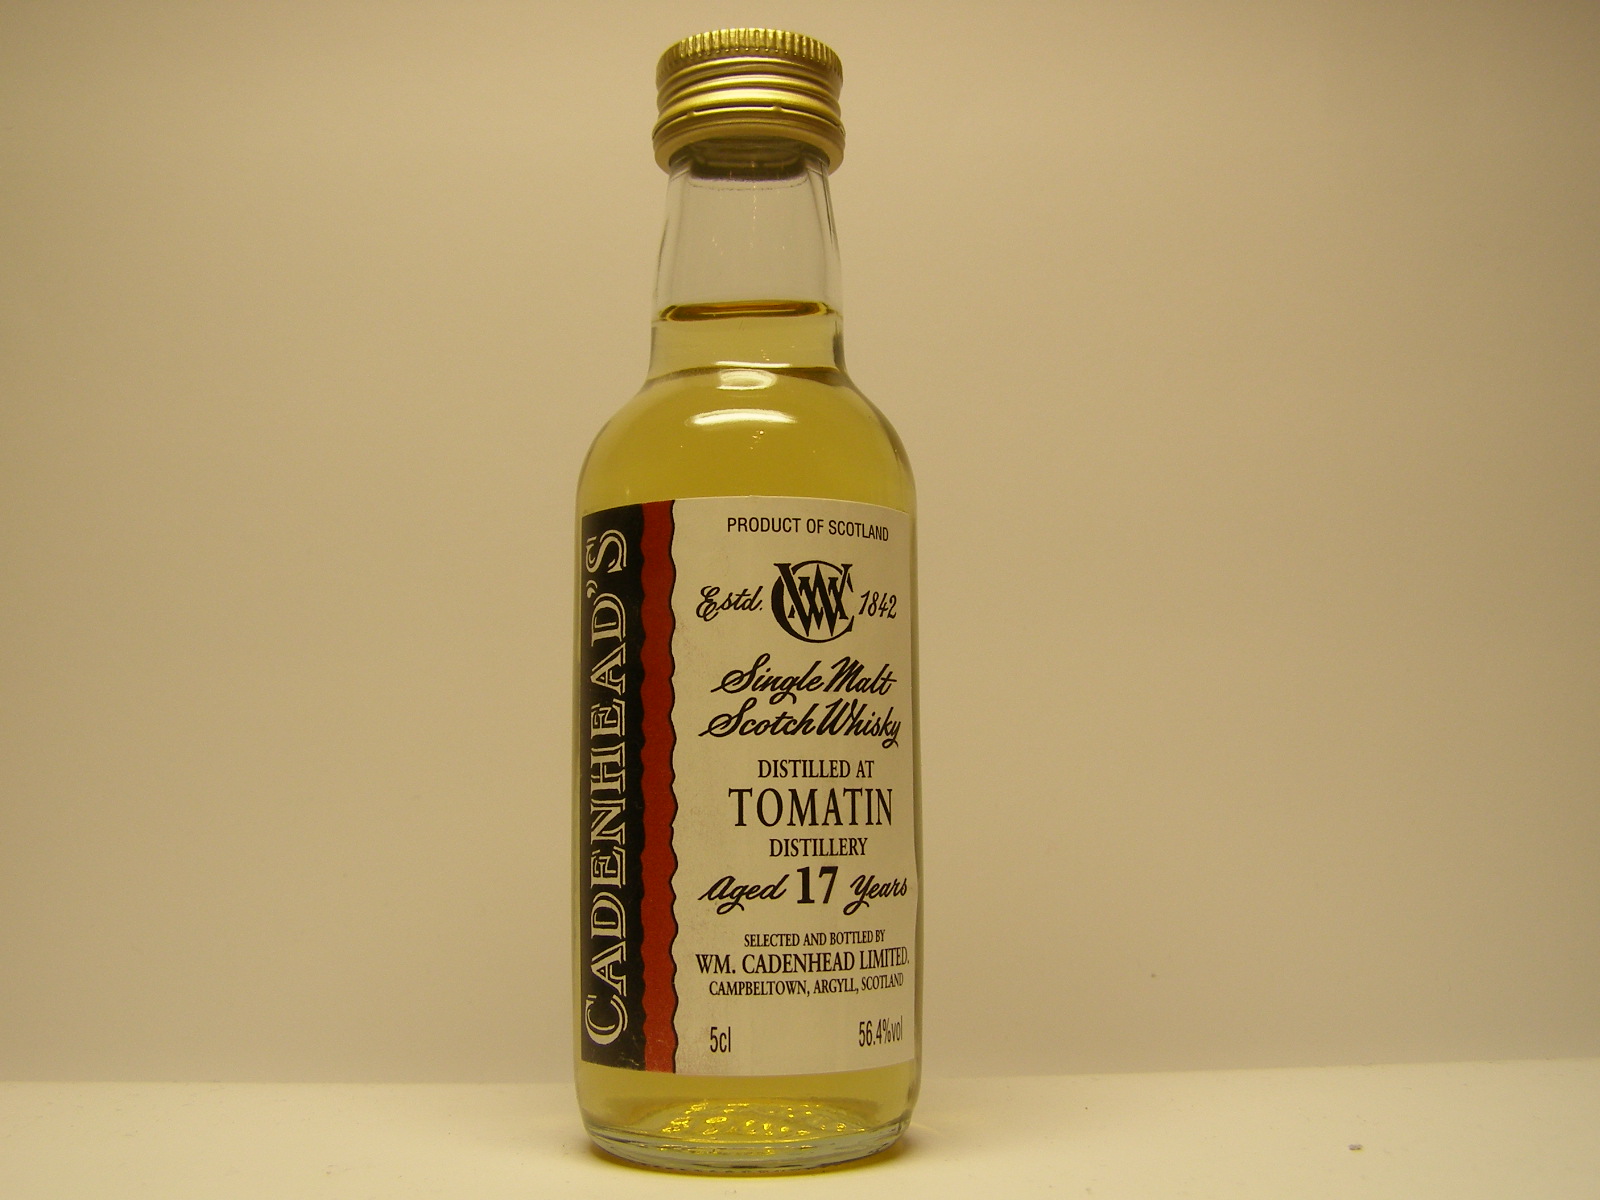 CADENHEAD'S
PRODUCT OF SCOTLAND
Estd. WC 1842
Single Malt
Scotch Whisky
DISTILLED AT
TOMATIN
DISTILLERY
Aged 17 Years
SELECTED AND BOTTLED BY
WM. CADENHEAD LIMITED.
CAMPBELTOWN, ARGYLL, SCOTLAND
5cl 56.4%vol